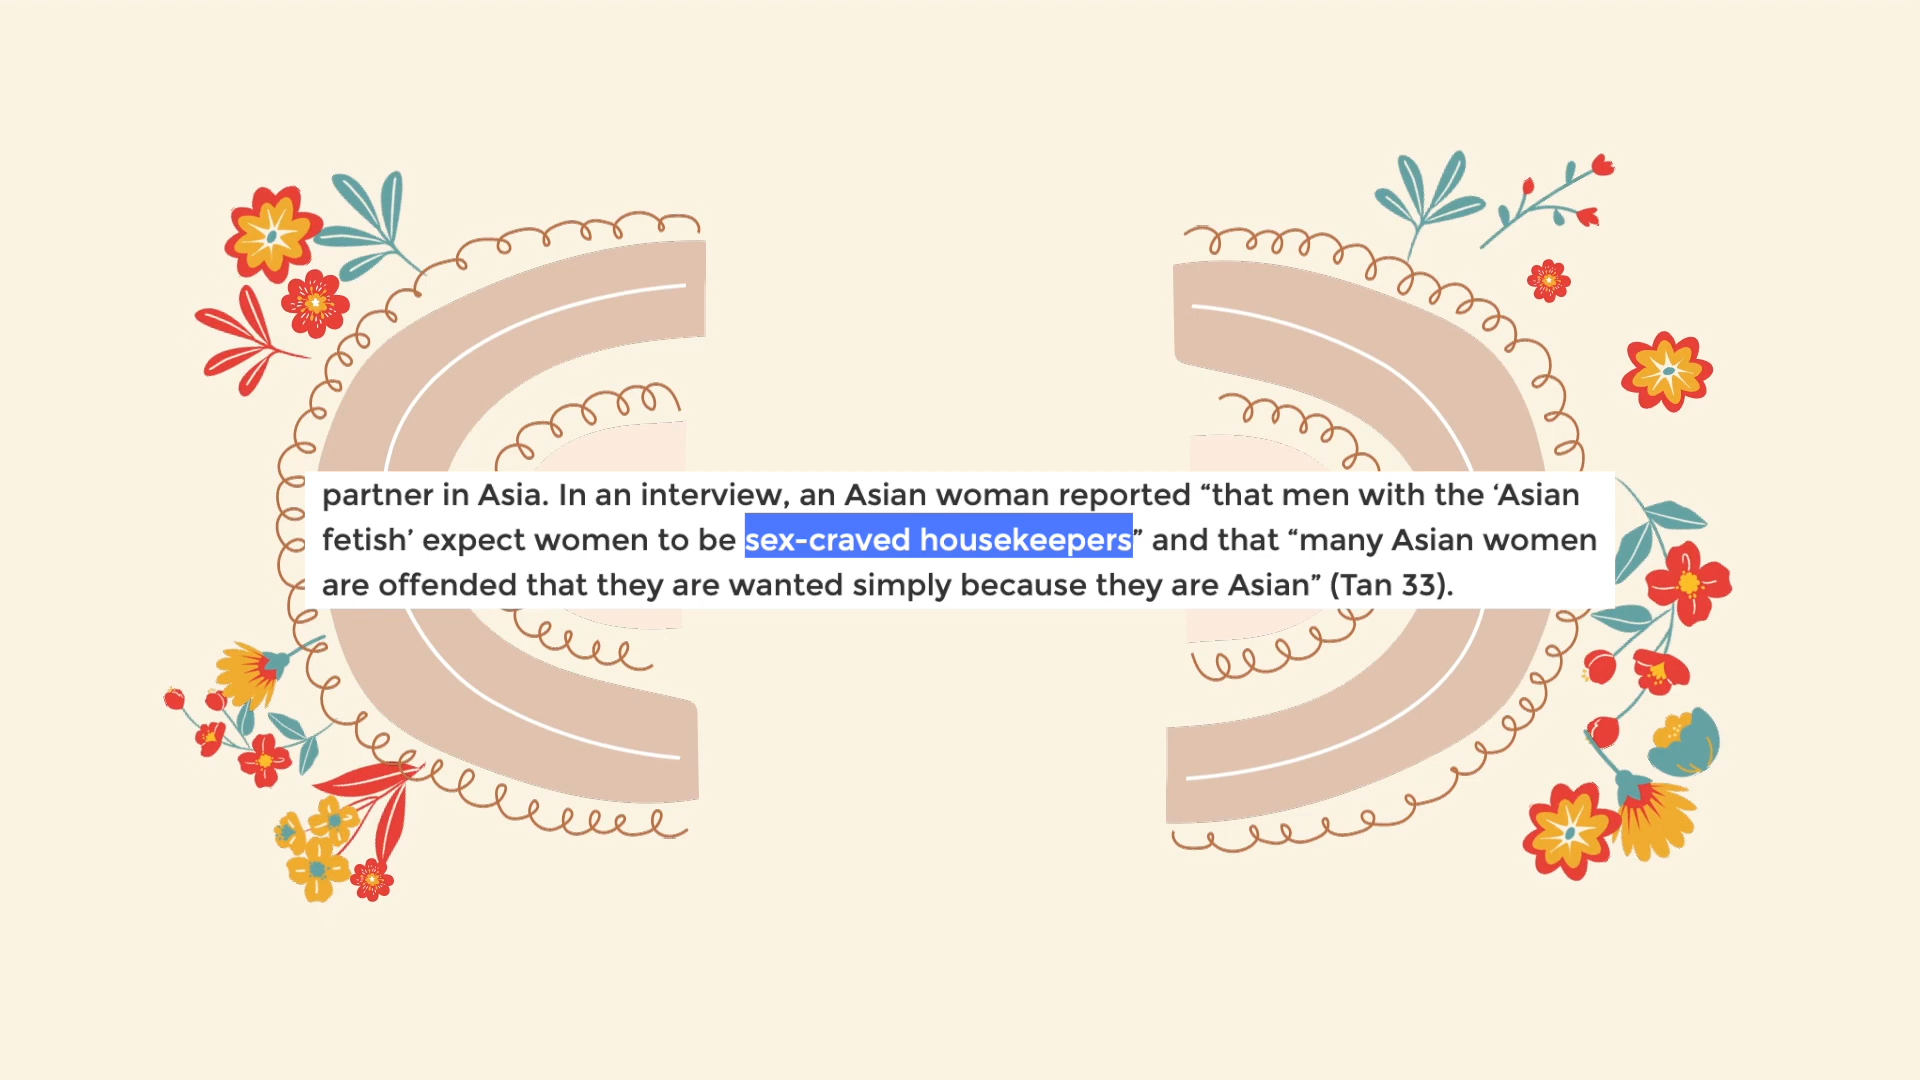 partner in Asia. In an interview, an Asian woman reported “that men with the ‘Asian
fetish’ expect women to be sex-craved housekeepers” and that “many Asian women
are offended that they are wanted simply because they are Asian” (Tan 33).